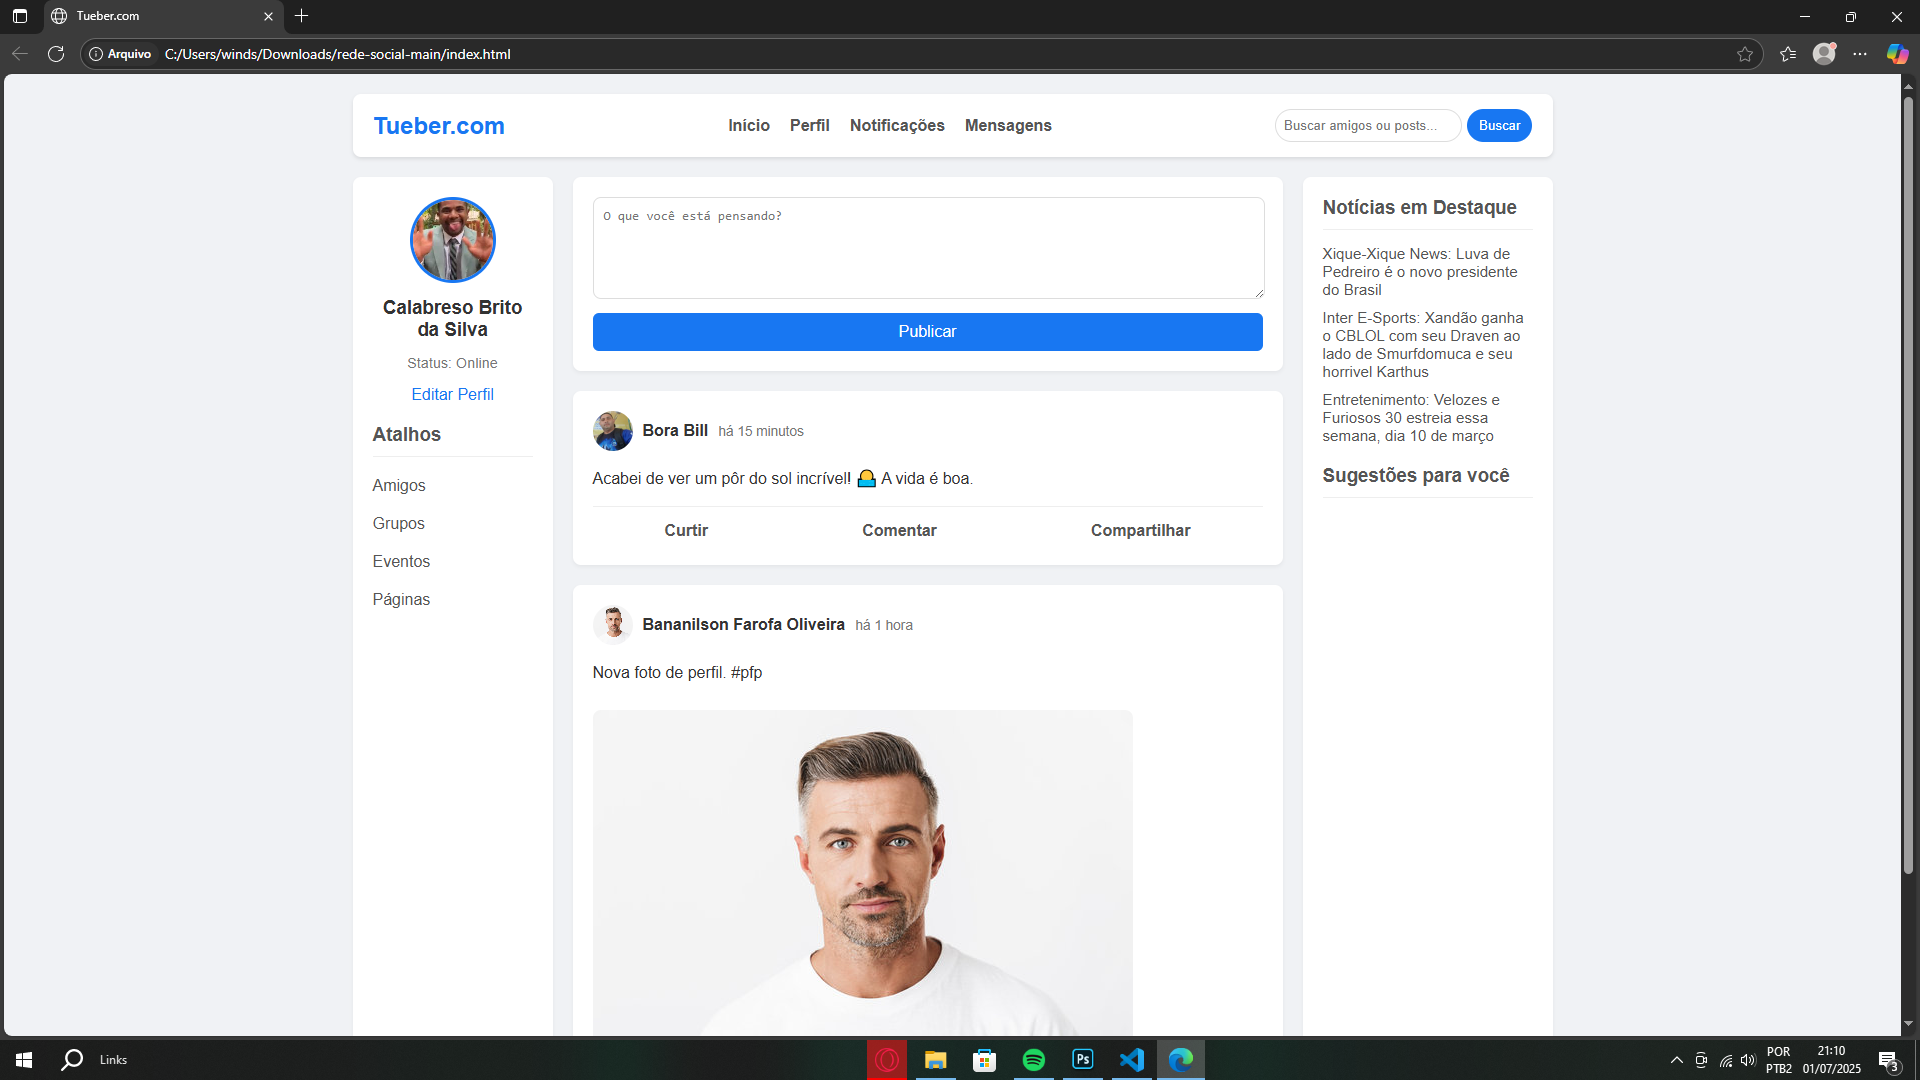 Tueber.com
Arquivo
C:/Users/winds/Downloads/rede-social-main/index.html
Tueber.com
Início Perfil Notificações Mensagens
Buscar amigos ou posts...
Buscar
Calabreso Brito
da Silva
Status: Online
Editar Perfil
Atalhos
Amigos
Grupos
Eventos
Páginas
O que você está pensando?
Publicar
Bora Bill há 15 minutos
Acabei de ver um pôr do sol incrível! 🌅 A vida é boa.
Curtir Comentar Compartilhar
Bananilson Farofa Oliveira há 1 hora
Nova foto de perfil. #pfp
Notícias em Destaque
Xique-Xique News: Luva de
Pedreiro é o novo presidente
do Brasil
Inter E-Sports: Xandão ganha
o CBLOL com seu Draven ao
lado de Smurfdomuca e seu
horrivel Karthus
Entretenimento: Velozes e
Furiosos 30 estreia essa
semana, dia 10 de março
Sugestões para você
Links
Ps
POR
PTB2
21:10
01/07/2025
3